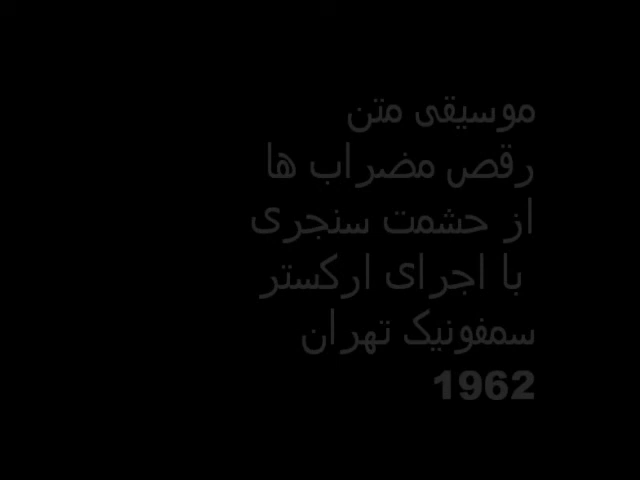 موسیقی متن
رقص مضراب ها
از حشمت سنجری
با اجرای ارکستر
سمفونیک تهران
1962